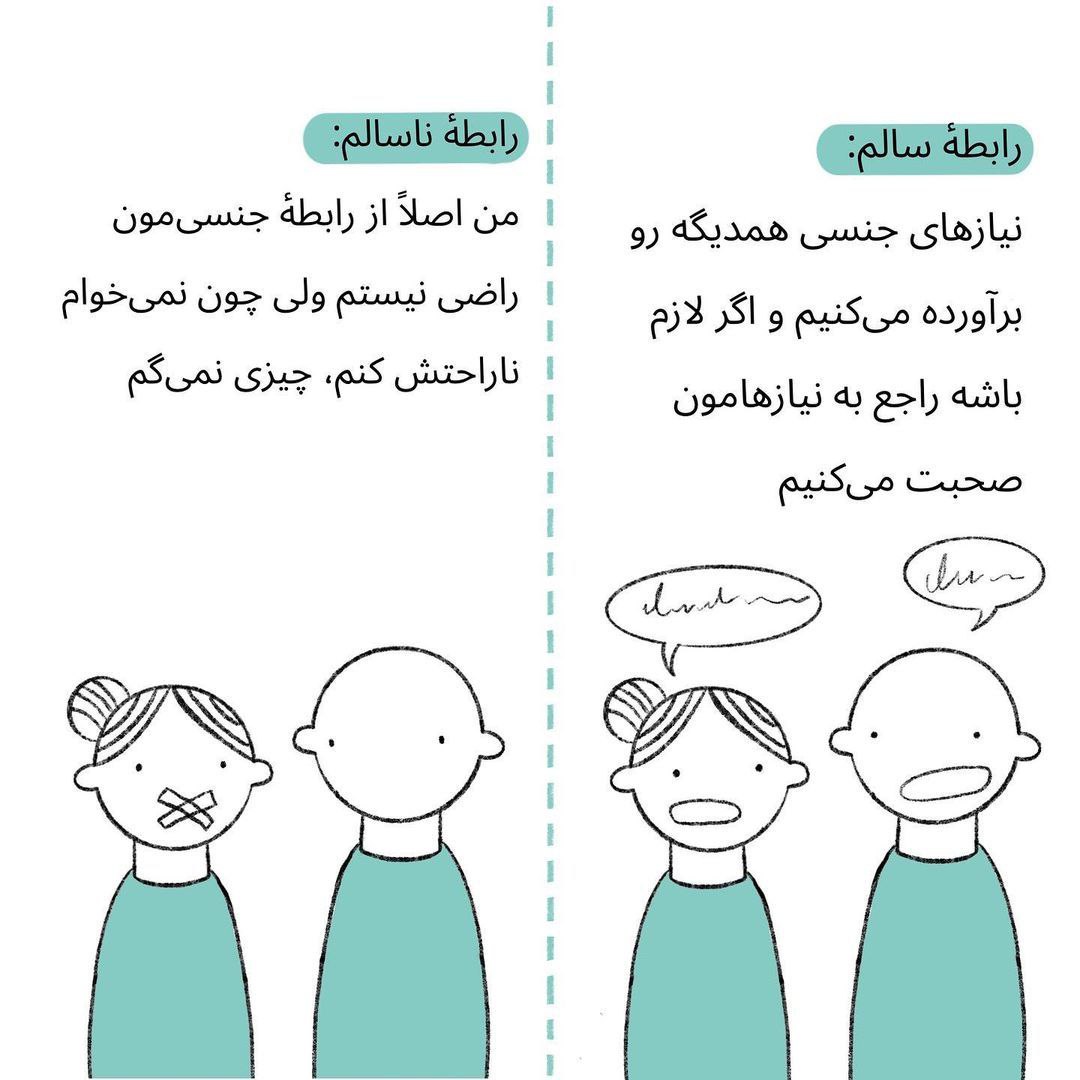 رابطهٔ سالم:
نیازهای جنسی همدیگه رو
برآورده می‌کنیم و اگر لازم
باشه راجع به نیازهامون
صحبت می‌کنیم
رابطهٔ ناسالم:
من اصلاً از رابطهٔ جنسی‌مون
راضی نیستم ولی چون نمی‌خوام
ناراحتش کنم، چیزی نمی‌گم